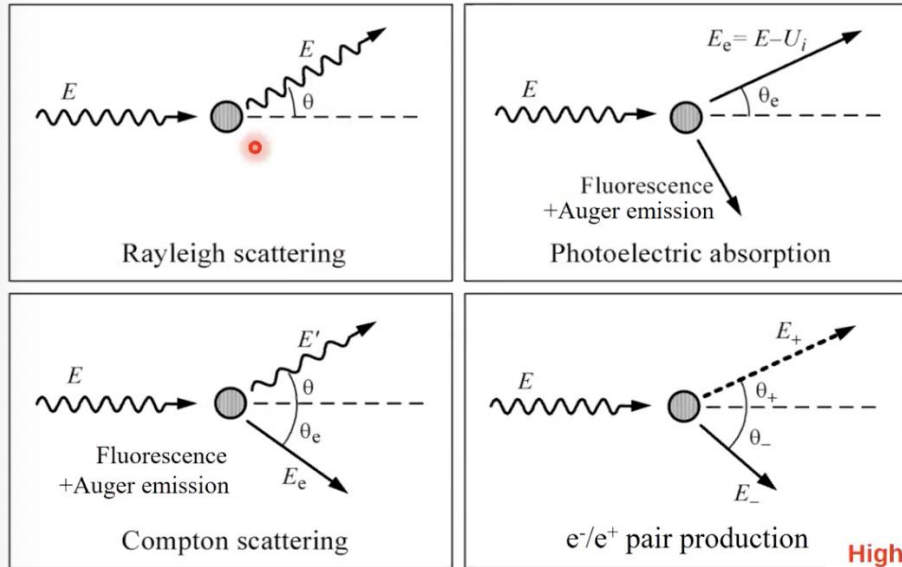 E
E
θ
Rayleigh scattering
E
Eₑ= E–Uᵢ
θₑ
Fluorescence
+Auger emission
Photoelectric absorption
E
E'
θ
θₑ
Eₑ
Fluorescence
+Auger emission
Compton scattering
E
E₊
θ₊
θ₋
E₋
e⁻/e⁺ pair production
High